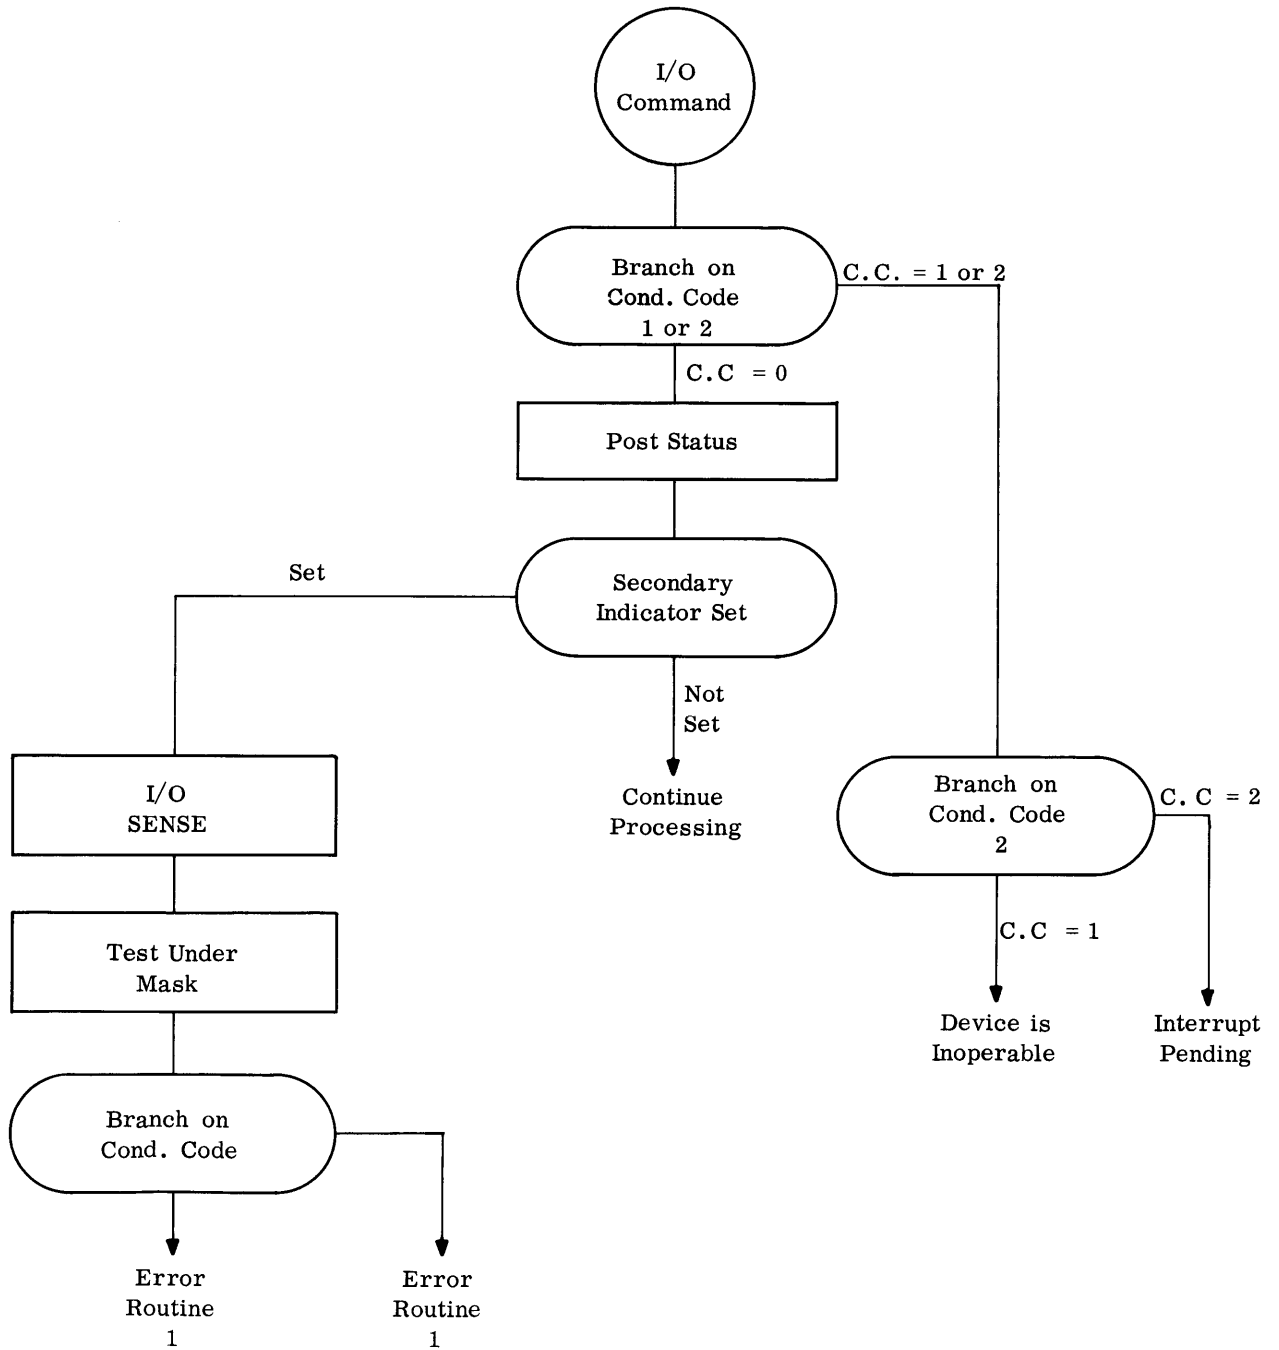 I/O
Command
Branch on
Cond. Code
1 or 2
C.C. = 1 or 2
C.C = 0
Post Status
Set
Secondary
Indicator Set
Not
Set
Continue
Processing
I/O
SENSE
Branch on
Cond. Code
2
C.C = 2
C.C = 1
Test Under
Mask
Device is
Inoperable
Interrupt
Pending
Branch on
Cond. Code
Error
Routine
1
Error
Routine
1